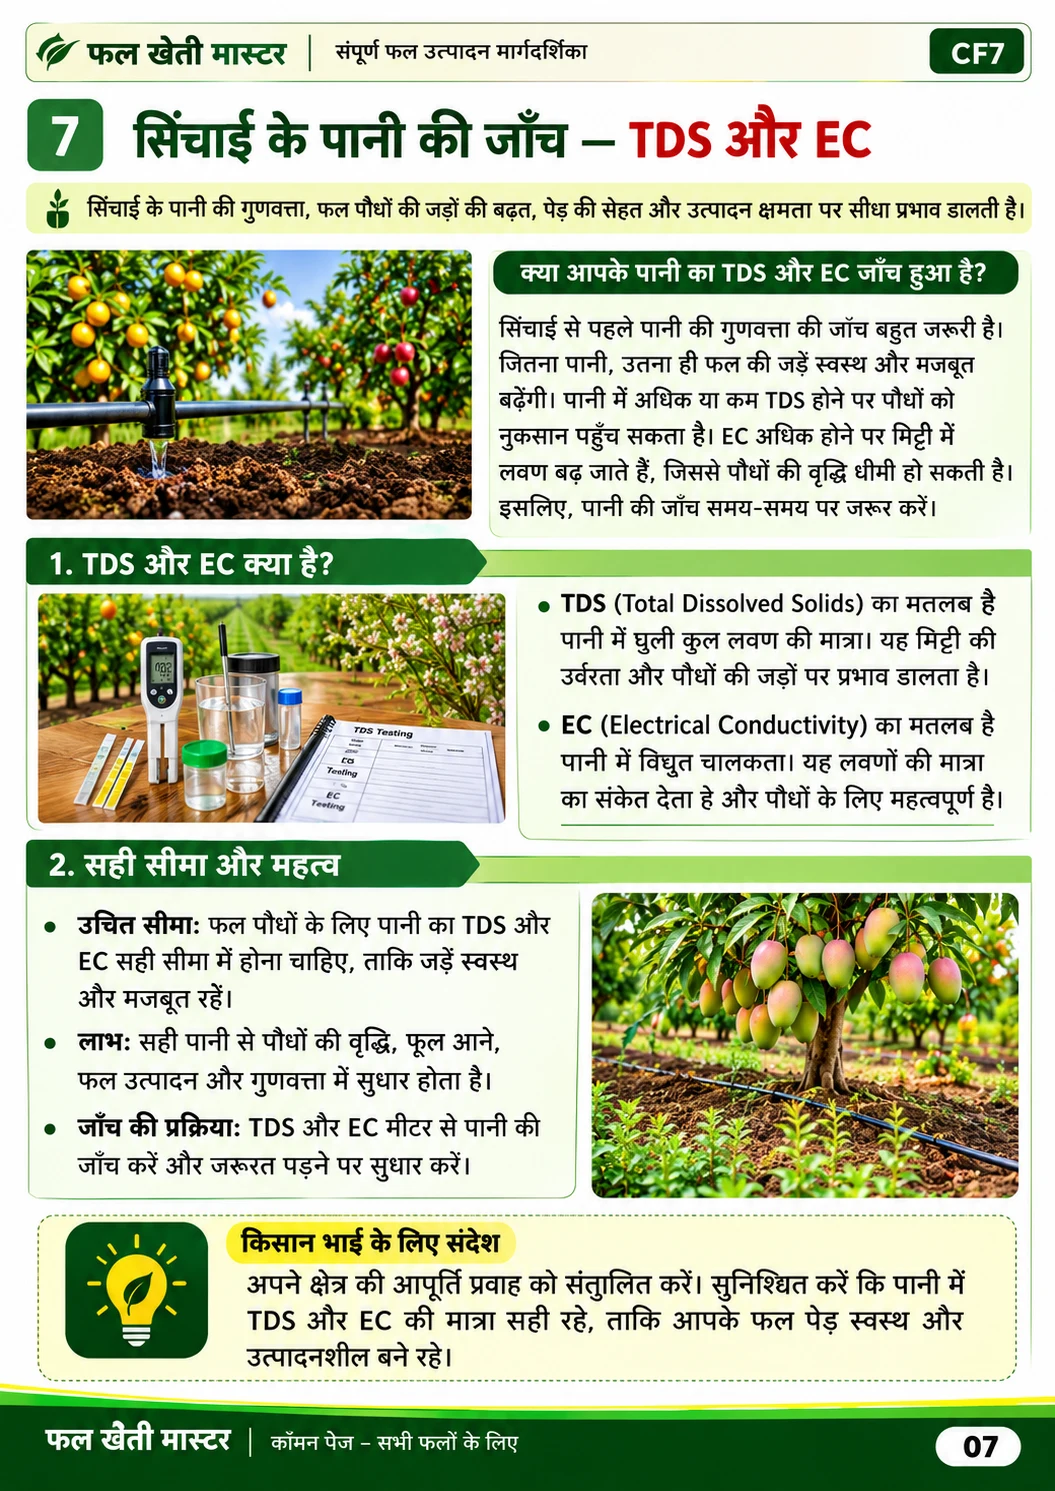 फल खेती मास्टर
संपूर्ण फल उत्पादन मार्गदर्शिका
CF7
7
सिंचाई के पानी की जाँच – TDS और EC
सिंचाई के पानी की गुणवत्ता, फल पौधों की जड़ों की बढ़त, पेड़ की सेहत और उत्पादन क्षमता पर सीधा प्रभाव डालती है।
क्या आपके पानी का TDS और EC जाँच हुआ है?
सिंचाई से पहले पानी की गुणवत्ता की जॉच बहुत जरूरी है।
जितना पानी, उतना ही फल की जड़ें स्वस्थ और मजबूत
बढ़ेंगी। पानी में अधिक या कम TDS होने पर पौधों को
नुकसान पहुँच सकता है। EC अधिक होने पर मिट्टी में
लवण बढ़ जाते हैं, जिससे पौधों की वृद्धि धीमी हो सकती है।
इसलिए, पानी की जाँच समय-समय पर जरूर करें।
1. TDS और EC क्या है?
TDS Testing
EC
Testing
EC
Testing
• TDS (Total Dissolved Solids) का मतलब है
पानी में घुली कुल लवण की मात्रा। यह मिट्टी की
उर्वरता और पौधों की जड़ों पर प्रभाव डालता है।
• EC (Electrical Conductivity) का मतलब है
पानी में विद्युत चालकता। यह लवणों की मात्रा
का संकेत देता हे और पौधों के लिए महत्वपूर्ण है।
2. सही सीमा और महत्व
• उचित सीमा: फल पौधों के लिए पानी का TDS और
EC सही सीमा में होना चाहिए, ताकि जड़ें स्वस्थ
और मजबूत रहें।
• लाभ: सही पानी से पौधों की वृद्धि, फूल आने,
फल उत्पादन और गुणवत्ता में सुधार होता है।
• जाँच की प्रक्रिया: TDS और EC मीटर से पानी की
जाँच करें और जरूरत पड़ने पर सुधार करें।
किसान भाई के लिए संदेश
अपने क्षेत्र की आपूर्ति प्रवाह को संतुालित करें। सुनिश्चित करें कि पानी में
TDS और EC की मात्रा सही रहे, ताकि आपके फल पेड़ स्वस्थ और
उत्पादनशील बने रहे।
फल खेती मास्टर
कॉमन पेज – सभी फलों के लिए
07